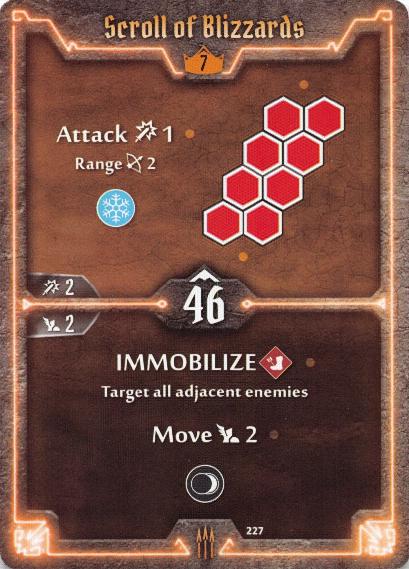 Scroll of Blizzards
7
Attack 1
Range 2
2
46
2
IMMOBILIZE
Target all adjacent enemies
Move 2
227